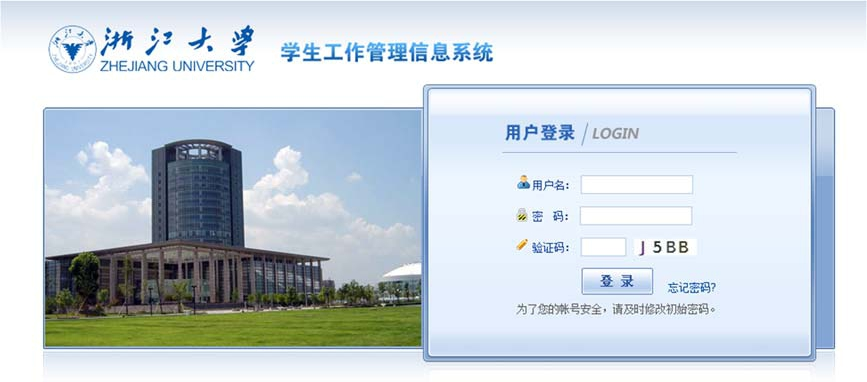 浙江大学
ZHEJIANG UNIVERSITY
学生工作管理信息系统
用户登录 / LOGIN
用户名:
密 码:
验证码: J 5 B B
登 录 忘记密码?
为了您的帐号安全,请及时修改初始密码。